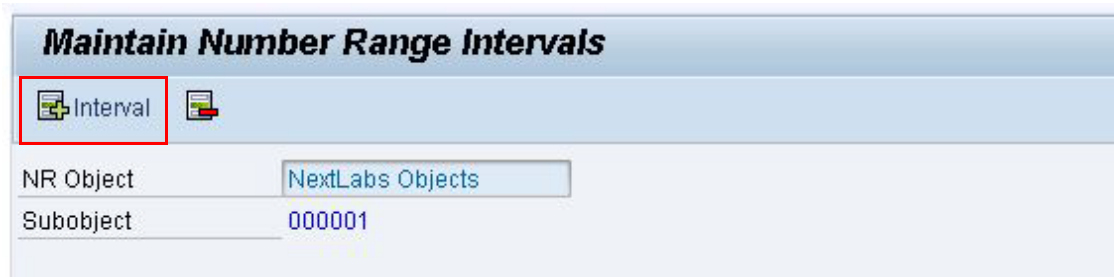 Maintain Number Range Intervals
Interval
NR Object NextLabs Objects
Subobject 000001